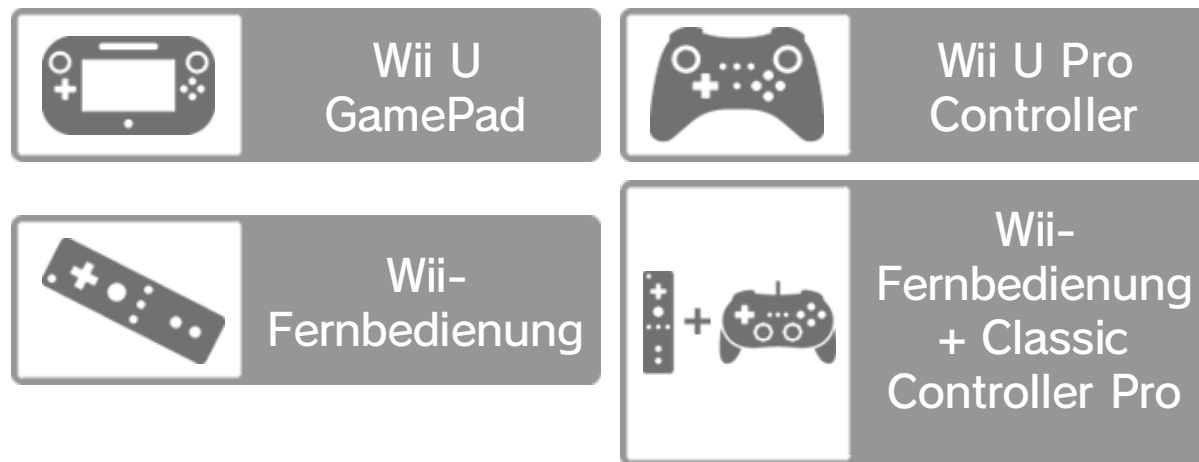 Wii U
GamePad
Wii U Pro
Controller
Wii-
Fernbedienung
Wii-
Fernbedienung
+ Classic
Controller Pro